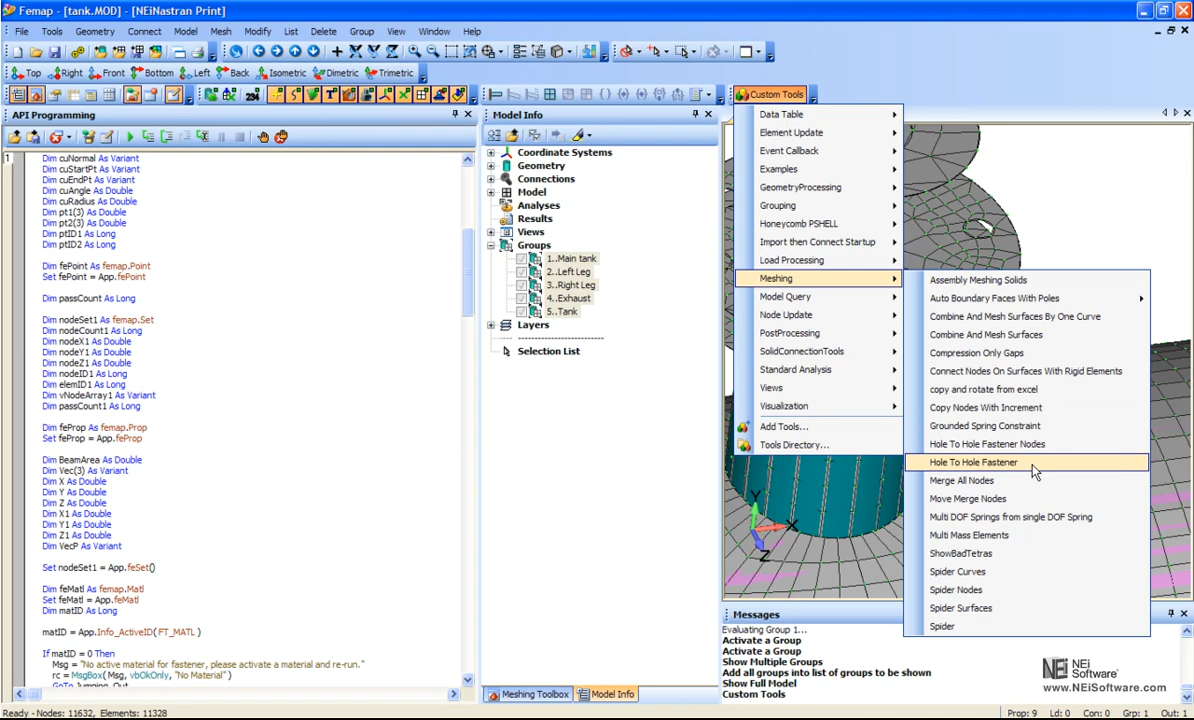 Femap - [tank.MOD] - [NEiNastran Print]
File Tools Geometry Connect Model Mesh Modify List Delete Group View Window Help
Top Right Front Bottom Left Back Isometric Dimetric Trimetric
234 Custom Tools
API Programming
1
Dim cuNormal As Variant
Dim cuStartPt As Variant
Dim cuEndPt As Variant
Dim cuAngle As Double
Dim cuRadius As Double
Dim pt1(3) As Double
Dim pt2(3) As Double
Dim ptID1 As Long
Dim ptID2 As Long
Dim fePoint As femap.Point
Set fePoint = App.fePoint
Dim passCount As Long
Dim nodeSet1 As femap.Set
Dim nodeCount1 As Long
Dim nodeX1 As Double
Dim nodeY1 As Double
Dim nodeZ1 As Double
Dim nodeID1 As Long
Dim elemID1 As Long
Dim vNodeArray1 As Variant
Dim passCount1 As Long
Dim feProp As femap.Prop
Set feProp = App.feProp
Dim BeamArea As Double
Dim Vec(3) As Variant
Dim X As Double
Dim Y As Double
Dim Z As Double
Dim X1 As Double
Dim Y1 As Double
Dim Z1 As Double
Dim VecP As Variant
Set nodeSet1 = App.feSet()
Dim feMatl As femap.Matl
Set feMatl = App.feMatl
Dim matID As Long
matID = App.Info_ActiveID( FT_MATL )
If matID = 0 Then
Msg = "No active material for fastener, please activate a material and re-run."
rc = MsgBox( Msg, vbOkOnly, "No Material" )
GoTo Jumping_Out
Model Info
Coordinate Systems
Geometry
Connections
Model
Analyses
Results
Views
Groups
1..Main tank
2..Left Leg
3..Right Leg
4..Exhaust
5..Tank
Layers
Selection List
Meshing Toolbox Model Info
Data Table
Element Update
Event Callback
Examples
GeometryProcessing
Grouping
Honeycomb PSHELL
Import then Connect Startup
Load Processing
Meshing
Model Query
Node Update
PostProcessing
SolidConnectionTools
Standard Analysis
Views
Visualization
Add Tools...
Tools Directory...
Assembly Meshing Solids
Auto Boundary Faces With Poles
Combine And Mesh Surfaces By One Curve
Combine And Mesh Surfaces
Compression Only Gaps
Connect Nodes On Surfaces With Rigid Elements
copy and rotate from excel
Copy Nodes With Increment
Grounded Spring Constraint
Hole To Hole Fastener Nodes
Hole To Hole Fastener
Merge All Nodes
Move Merge Nodes
Multi DOF Springs from single DOF Spring
Multi Mass Elements
ShowBadTetras
Spider Curves
Spider Nodes
Spider Surfaces
Spider
Y
X
Z
Messages
Evaluating Group 1...
Activate a Group
Activate a Group
Show Multiple Groups
Add all groups into list of groups to be shown
Show Full Model
Custom Tools
NEi
Software
www.NEiSoftware.com
Ready - Nodes: 11632, Elements: 11328
Prop: 9 Ld: 0 Con: 0 Grp: 1 Out: 1